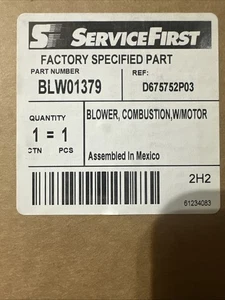 SF SERVICEFIRST
FACTORY SPECIFIED PART
PART NUMBER REF:
BLW01379 D675752P03
QUANTITY BLOWER, COMBUSTION,W/MOTOR
1 = 1
CTN PCS Assembled in Mexico
2H2
61234083